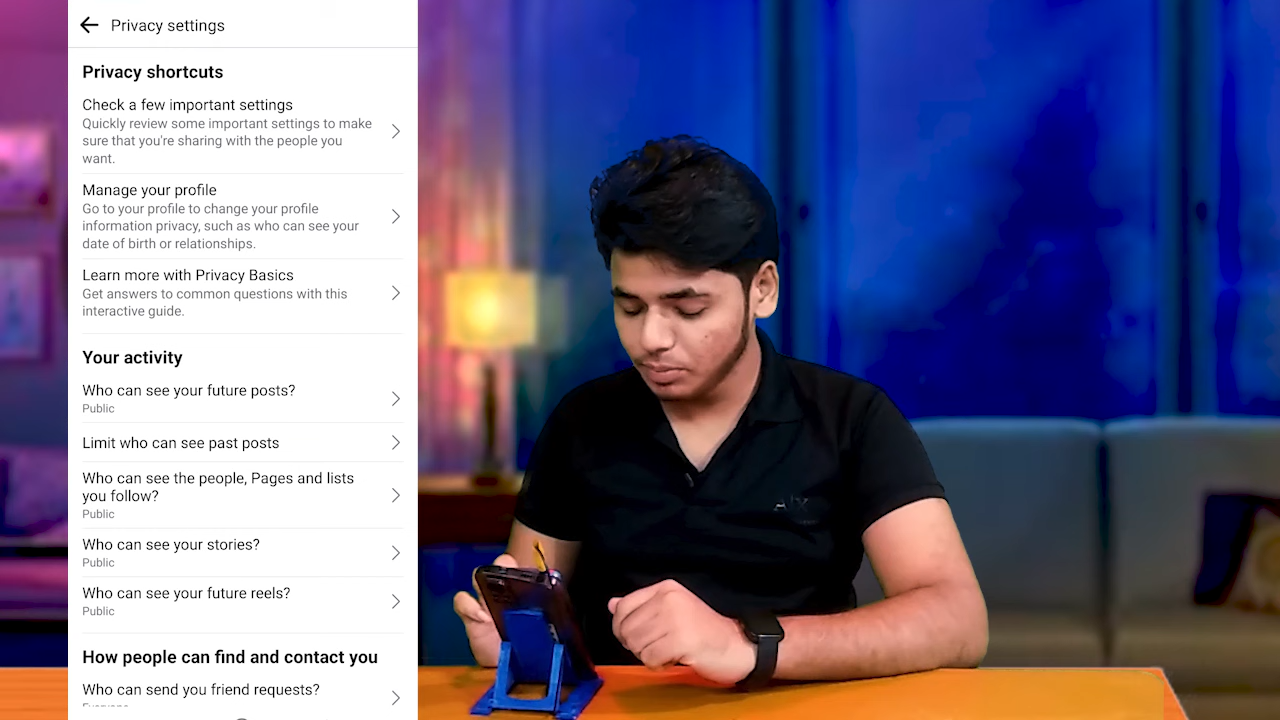 Privacy settings
Privacy shortcuts
Check a few important settings
Quickly review some important settings to make
sure that you're sharing with the people you
want.
Manage your profile
Go to your profile to change your profile
information privacy, such as who can see your
date of birth or relationships.
Learn more with Privacy Basics
Get answers to common questions with this
interactive guide.
Your activity
Who can see your future posts?
Public
Limit who can see past posts
Who can see the people, Pages and lists
you follow?
Public
Who can see your stories?
Public
Who can see your future reels?
Public
How people can find and contact you
Who can send you friend requests?
A|X